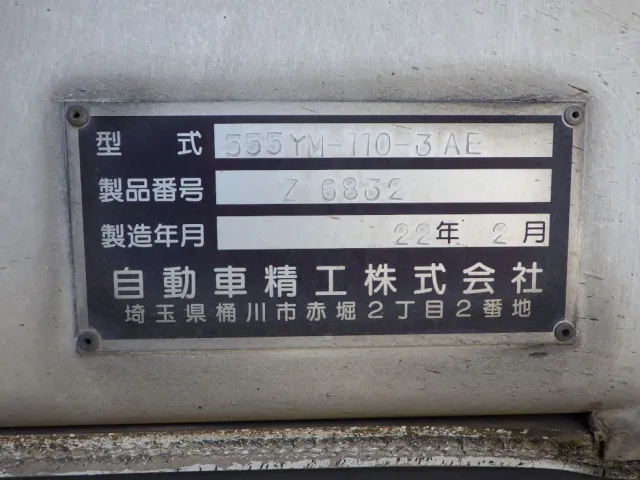 型式 555YM-110-3AE
製品番号 Z 6832
製造年月 22年 2月
自動車精工株式会社
埼玉県桶川市赤堀2丁目2番地